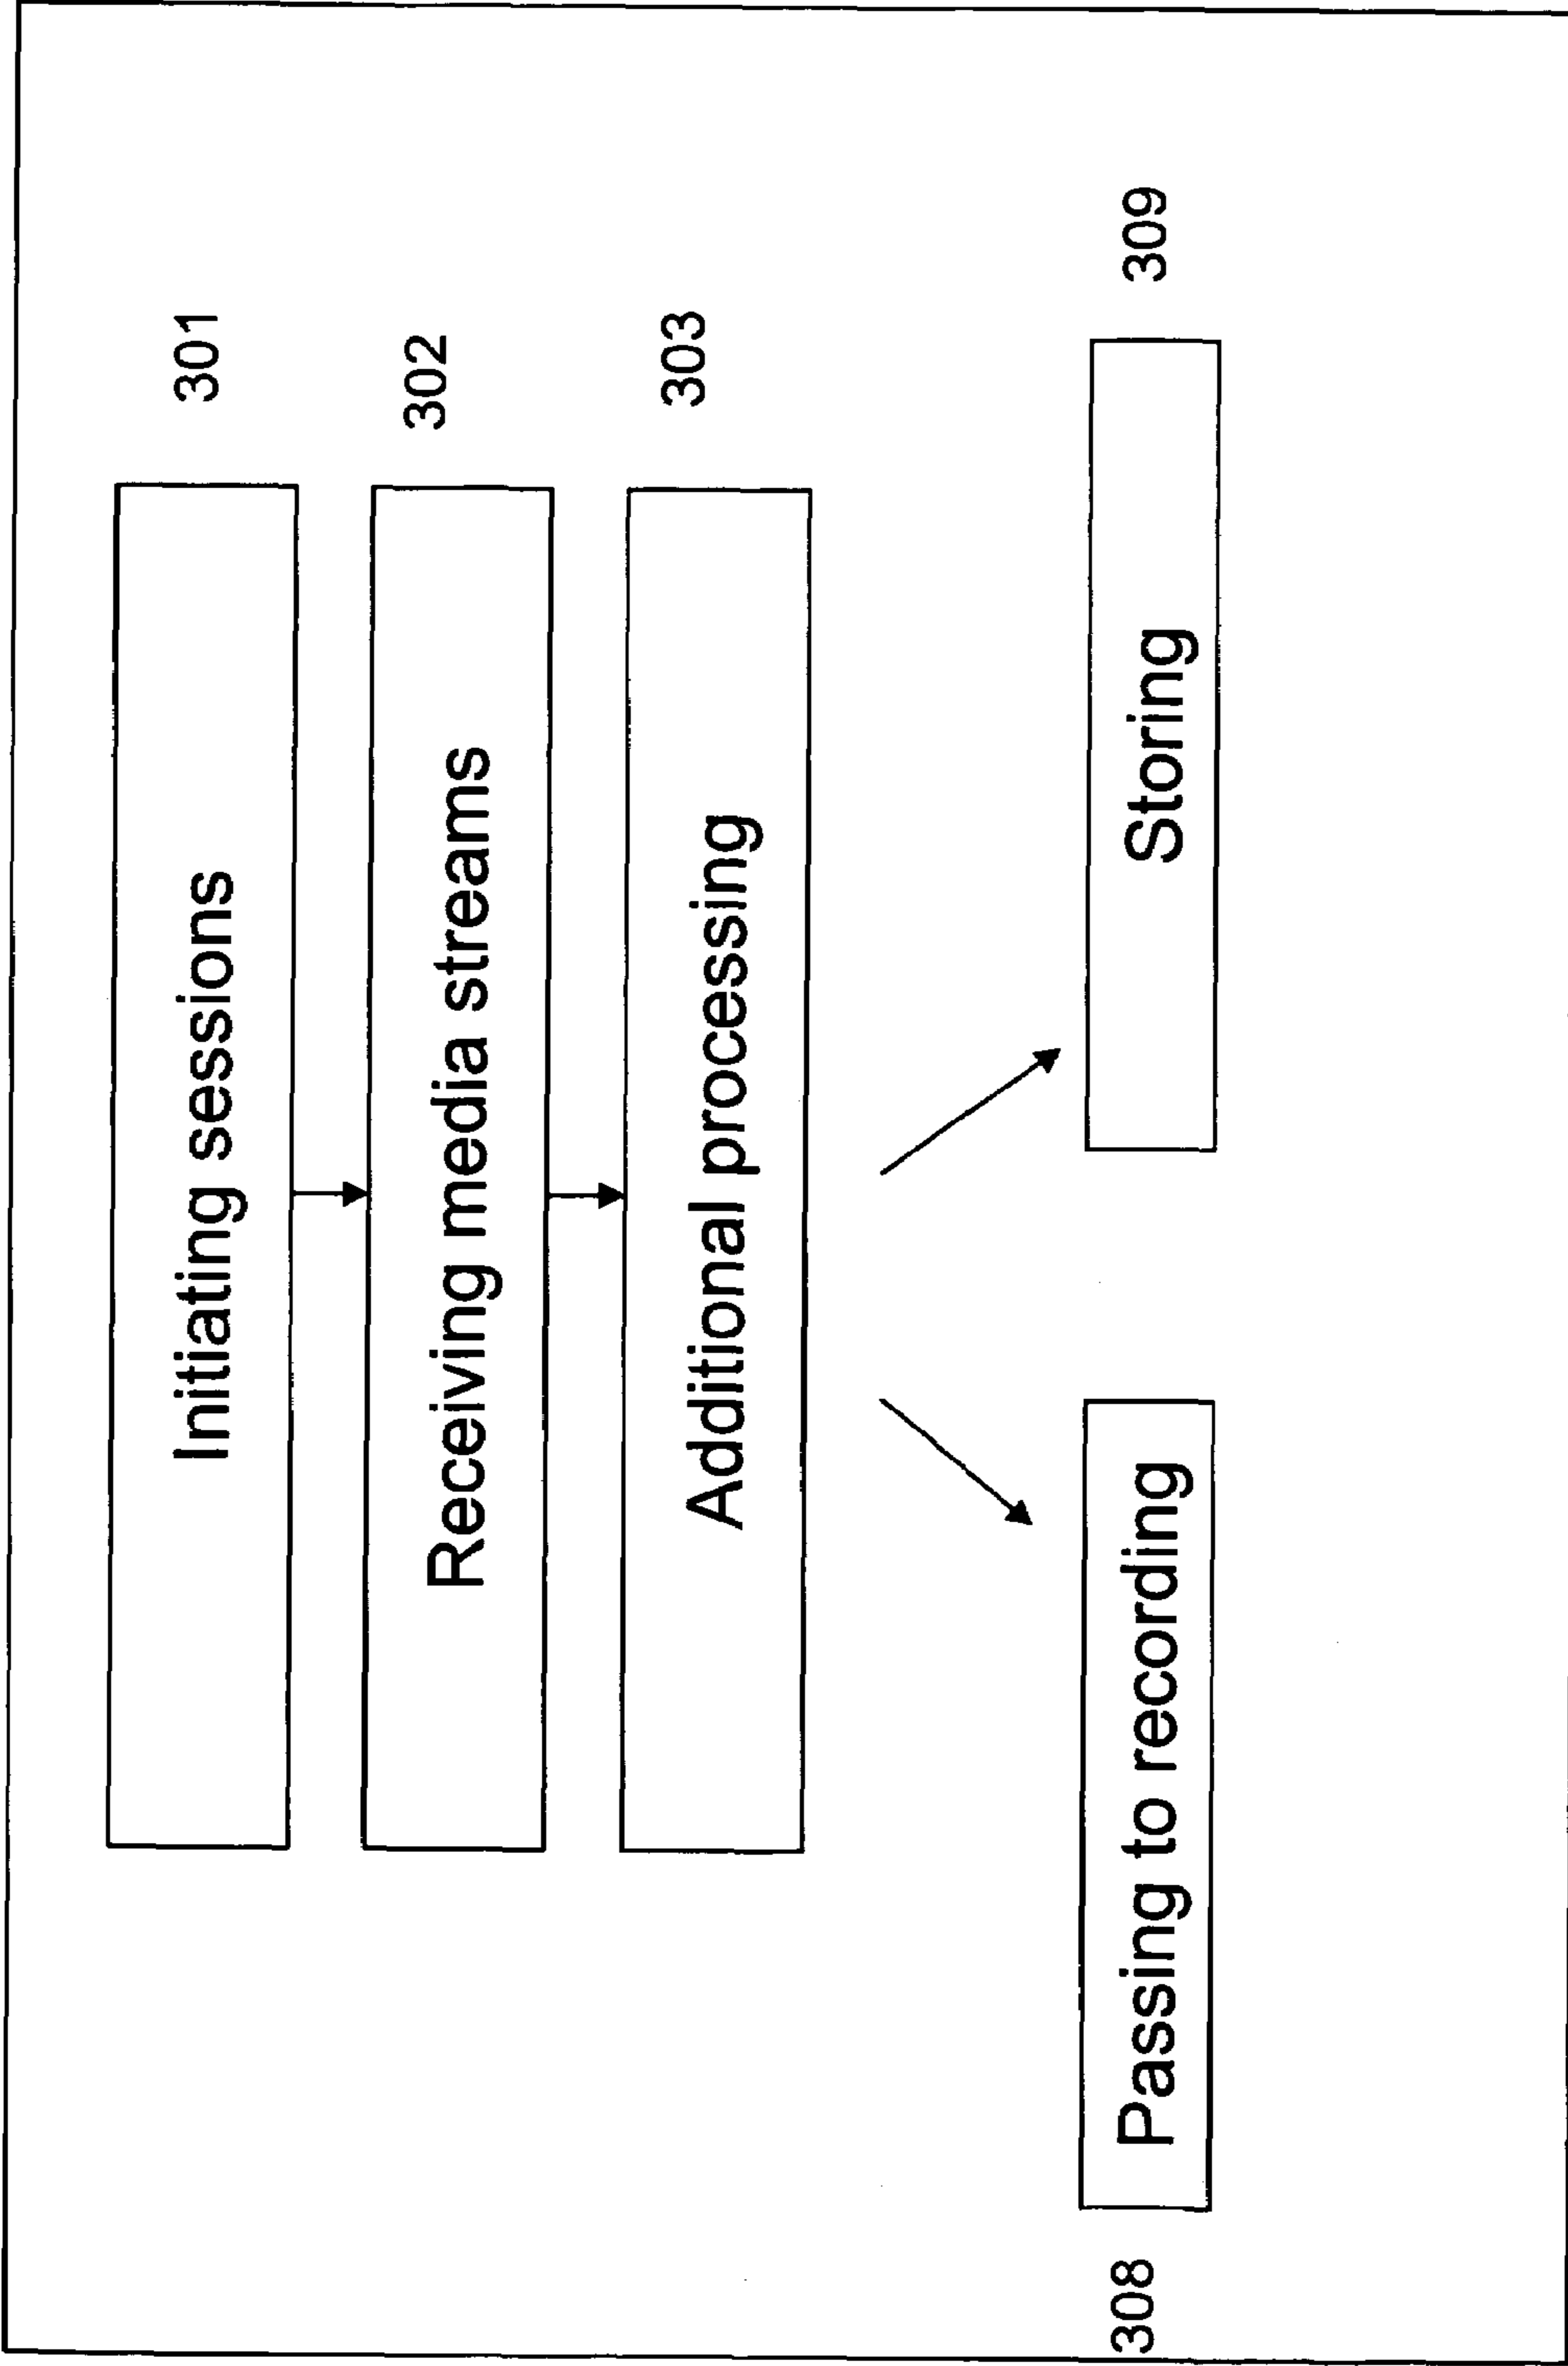 Initiating sessions
301
Receiving media streams
302
Additional processing
303
308
Passing to recording
Storing
309